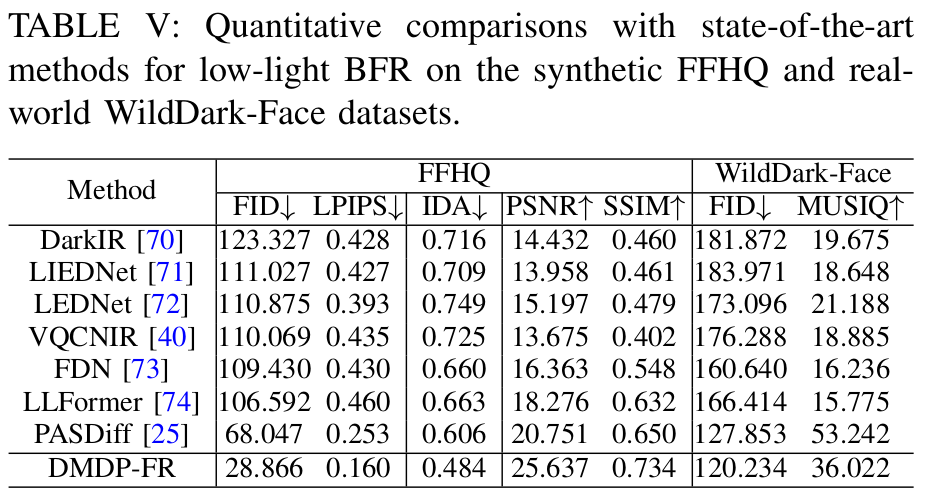 TABLE V: Quantitative comparisons with state-of-the-art
methods for low-light BFR on the synthetic FFHQ and real-
world WildDark-Face datasets.
Method FFHQ WildDark-Face
FID↓ LPIPS↓ IDA↓ PSNR↑ SSIM↑ FID↓ MUSIQ↑
DarkIR [70] 123.327 0.428 0.716 14.432 0.460 181.872 19.675
LIEDNet [71] 111.027 0.427 0.709 13.958 0.461 183.971 18.648
LEDNet [72] 110.875 0.393 0.749 15.197 0.479 173.096 21.188
VQCNIR [40] 110.069 0.435 0.725 13.675 0.402 176.288 18.885
FDN [73] 109.430 0.430 0.660 16.363 0.548 160.640 16.236
LLFormer [74] 106.592 0.460 0.663 18.276 0.632 166.414 15.775
PASDiff [25] 68.047 0.253 0.606 20.751 0.650 127.853 53.242
DMDP-FR 28.866 0.160 0.484 25.637 0.734 120.234 36.022